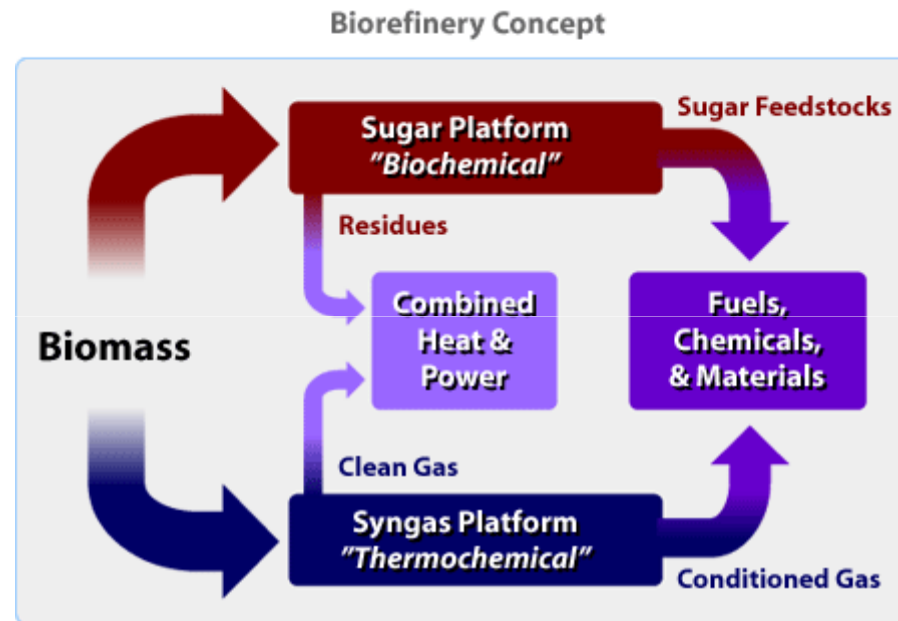 Biorefinery Concept
Sugar Platform
"Biochemical"
Sugar Feedstocks
Residues
Combined
Heat &
Power
Fuels,
Chemicals,
& Materials
Biomass
Clean Gas
Syngas Platform
"Thermochemical"
Conditioned Gas